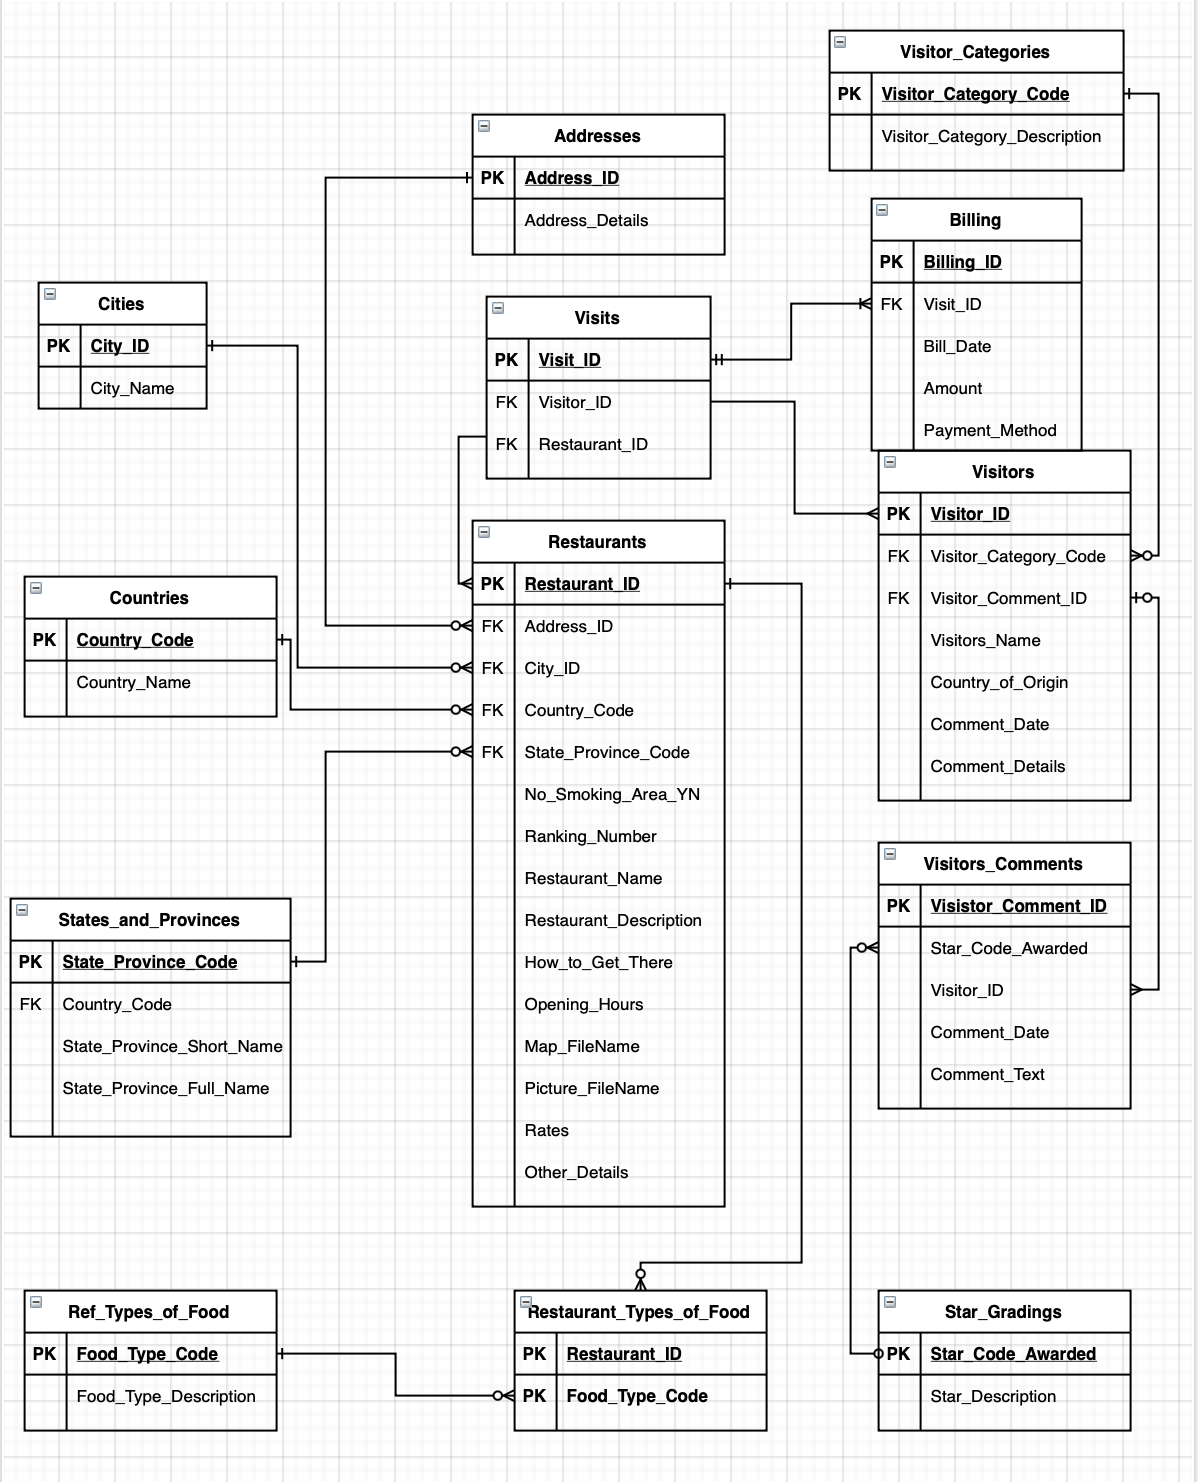 Visitor_Categories
PK Visitor_Category_Code
Visitor_Category_Description
Addresses
PK Address_ID
Address_Details
Billing
PK Billing_ID
FK Visit_ID
Bill_Date
Amount
Payment_Method
Cities
PK City_ID
City_Name
Visits
PK Visit_ID
FK Visitor_ID
FK Restaurant_ID
Visitors
PK Visitor_ID
FK Visitor_Category_Code
FK Visitor_Comment_ID
Visitors_Name
Country_of_Origin
Comment_Date
Comment_Details
Restaurants
PK Restaurant_ID
FK Address_ID
FK City_ID
FK Country_Code
FK State_Province_Code
No_Smoking_Area_YN
Ranking_Number
Restaurant_Name
Restaurant_Description
How_to_Get_There
Opening_Hours
Map_FileName
Picture_FileName
Rates
Other_Details
Countries
PK Country_Code
Country_Name
Visitors_Comments
PK Visistor_Comment_ID
Star_Code_Awarded
Visitor_ID
Comment_Date
Comment_Text
States_and_Provinces
PK State_Province_Code
FK Country_Code
State_Province_Short_Name
State_Province_Full_Name
Ref_Types_of_Food
PK Food_Type_Code
Food_Type_Description
Restaurant_Types_of_Food
PK Restaurant_ID
PK Food_Type_Code
Star_Gradings
PK Star_Code_Awarded
Star_Description